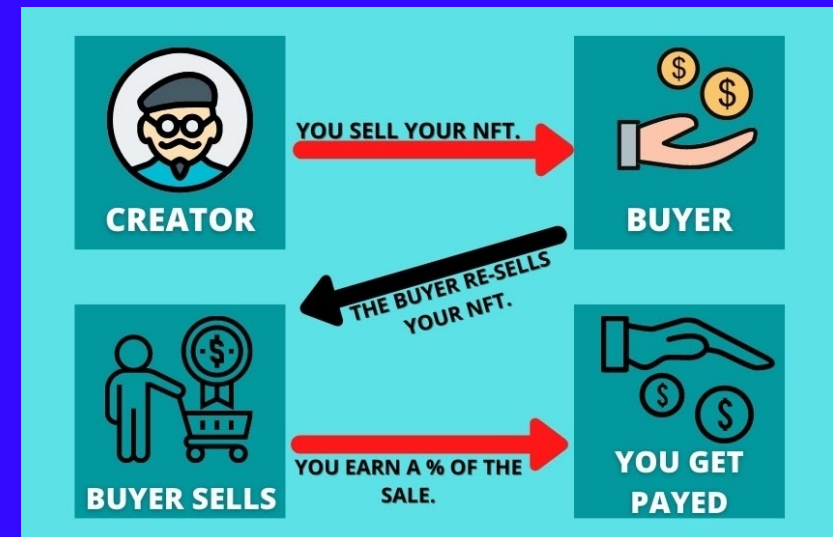 YOU SELL YOUR NFT.
CREATOR
BUYER
THE BUYER RE-SELLS
YOUR NFT.
BUYER SELLS
YOU EARN A % OF THE
SALE.
YOU GET
PAYED